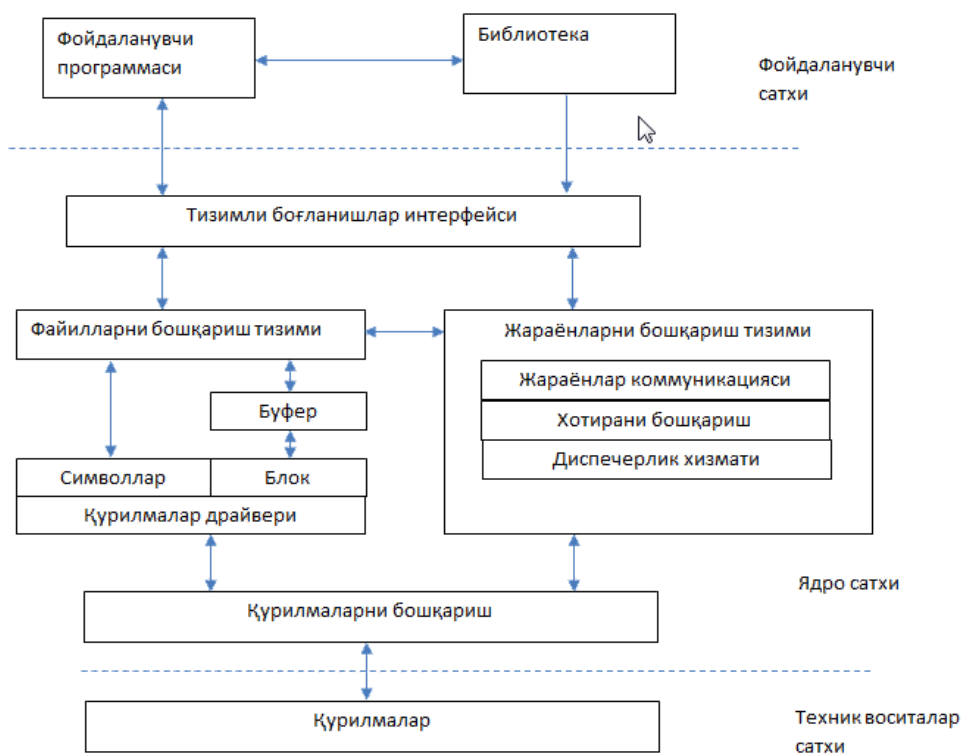 Фойдаланувчи
программаси
Библиотека
Фойдаланувчи
сатхи
Тизимли боғланишлар интерфейси
Файилларни бошқариш тизими
Жараёнларни бошқариш тизими
Жараёнлар коммуникацияси
Буфер
Хотирани бошқариш
Диспечерлик хизмати
Символлар
Блок
Қурилмалар драйвери
Ядро сатхи
Қурилмаларни бошқариш
Қурилмалар
Техник воситалар
сатхи